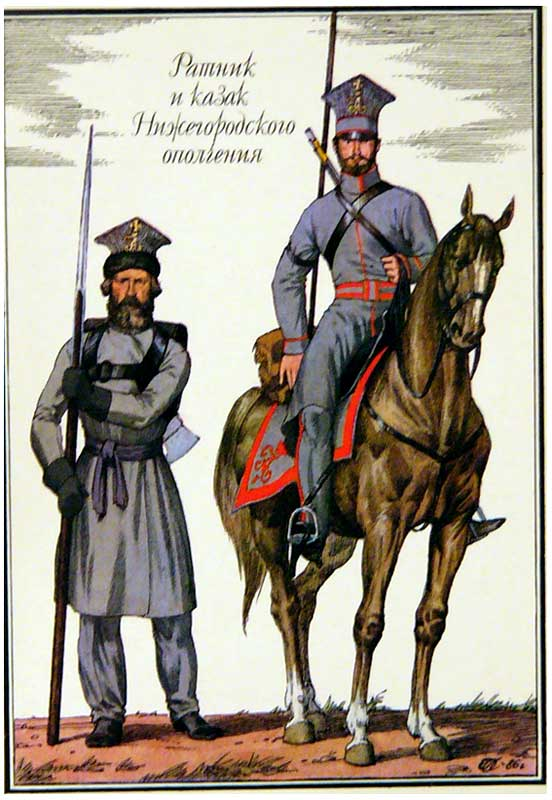 Ратник
и казак
Нижегородского
ополчения